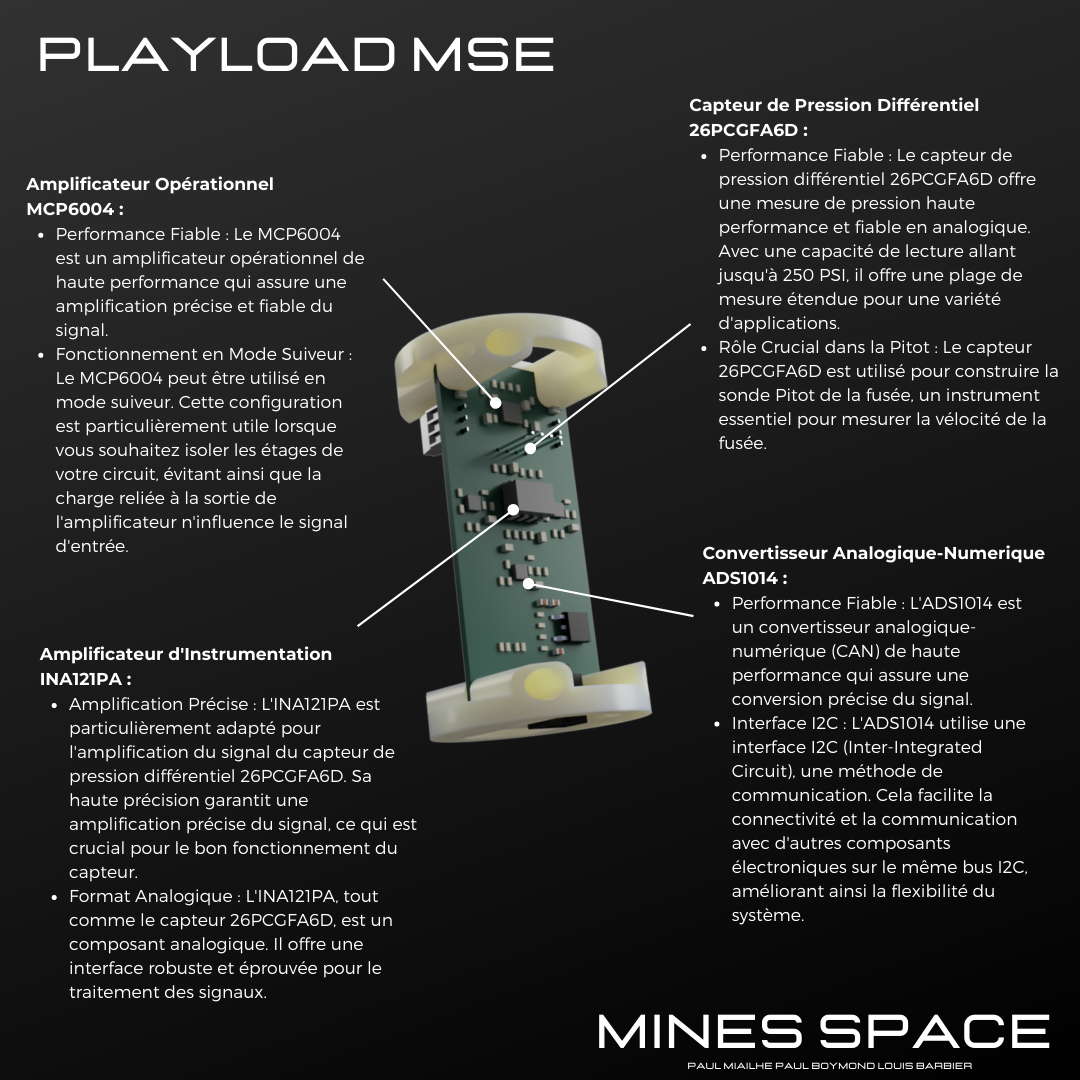 PLAYLOAD MSE
Amplificateur Opérationnel
MCP6004 :
• Performance Fiable : Le MCP6004
est un amplificateur opérationnel de
haute performance qui assure une
amplification précise et fiable du
signal.
• Fonctionnement en Mode Suiveur :
Le MCP6004 peut être utilisé en
mode suiveur. Cette configuration
est particulièrement utile lorsque
vous souhaitez isoler les étages de
votre circuit, évitant ainsi que la
charge reliée à la sortie de
l'amplificateur n'influence le signal
d'entrée.
Amplificateur d'Instrumentation
INA121PA :
• Amplification Précise : L'INA121PA est
particulièrement adapté pour
l'amplification du signal du capteur de
pression différentiel 26PCGFA6D. Sa
haute précision garantit une
amplification précise du signal, ce qui est
crucial pour le bon fonctionnement du
capteur.
• Format Analogique : L'INA121PA, tout
comme le capteur 26PCGFA6D, est un
composant analogique. Il offre une
interface robuste et éprouvée pour le
traitement des signaux.
Capteur de Pression Différentiel
26PCGFA6D :
• Performance Fiable : Le capteur de
pression différentiel 26PCGFA6D offre
une mesure de pression haute
performance et fiable en analogique.
Avec une capacité de lecture allant
jusqu'à 250 PSI, il offre une plage de
mesure étendue pour une variété
d'applications.
• Rôle Crucial dans la Pitot : Le capteur
26PCGFA6D est utilisé pour construire la
sonde Pitot de la fusée, un instrument
essentiel pour mesurer la vélocité de la
fusée.
Convertisseur Analogique-Numerique
ADS1014 :
• Performance Fiable : L'ADS1014 est
un convertisseur analogique-
numérique (CAN) de haute
performance qui assure une
conversion précise du signal.
• Interface I2C : L'ADS1014 utilise une
interface I2C (Inter-Integrated
Circuit), une méthode de
communication. Cela facilite la
connectivité et la communication
avec d'autres composants
électroniques sur le même bus I2C,
améliorant ainsi la flexibilité du
système.
MINES SPACE
PAUL MIAILHE PAUL BOYMOND LOUIS BARBIER